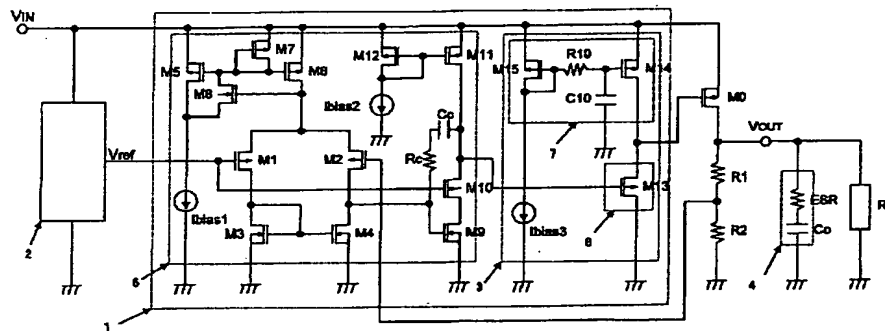 VIN
M7
M12
M11
R10
M5
M6
M15
M14
M8
Ibias2
C10
M0
Cc
7
VOUT
Vref
M1
M2
Rc
R1
M10
M13
ESR
R
Ibias1
2
M3
M4
M9
Ibias3
8
R2
Co
6
3
4
1